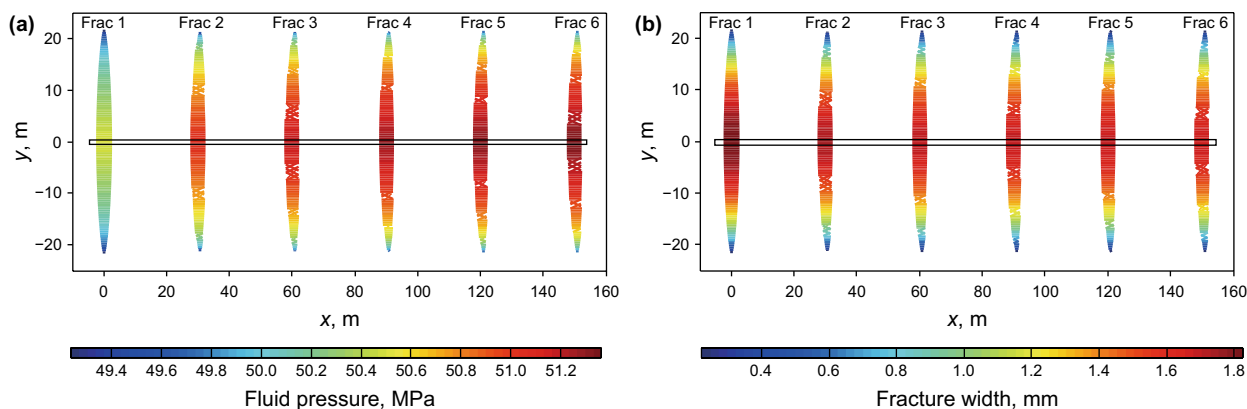 (a)
Frac 1 Frac 2 Frac 3 Frac 4 Frac 5 Frac 6
20
10
0
−10
−20
y, m
0 20 40 60 80 100 120 140 160
x, m
49.4 49.6 49.8 50.0 50.2 50.4 50.6 50.8 51.0 51.2
Fluid pressure, MPa
(b)
Frac 1 Frac 2 Frac 3 Frac 4 Frac 5 Frac 6
20
10
0
−10
−20
y, m
0 20 40 60 80 100 120 140 160
x, m
0.4 0.6 0.8 1.0 1.2 1.4 1.6 1.8
Fracture width, mm